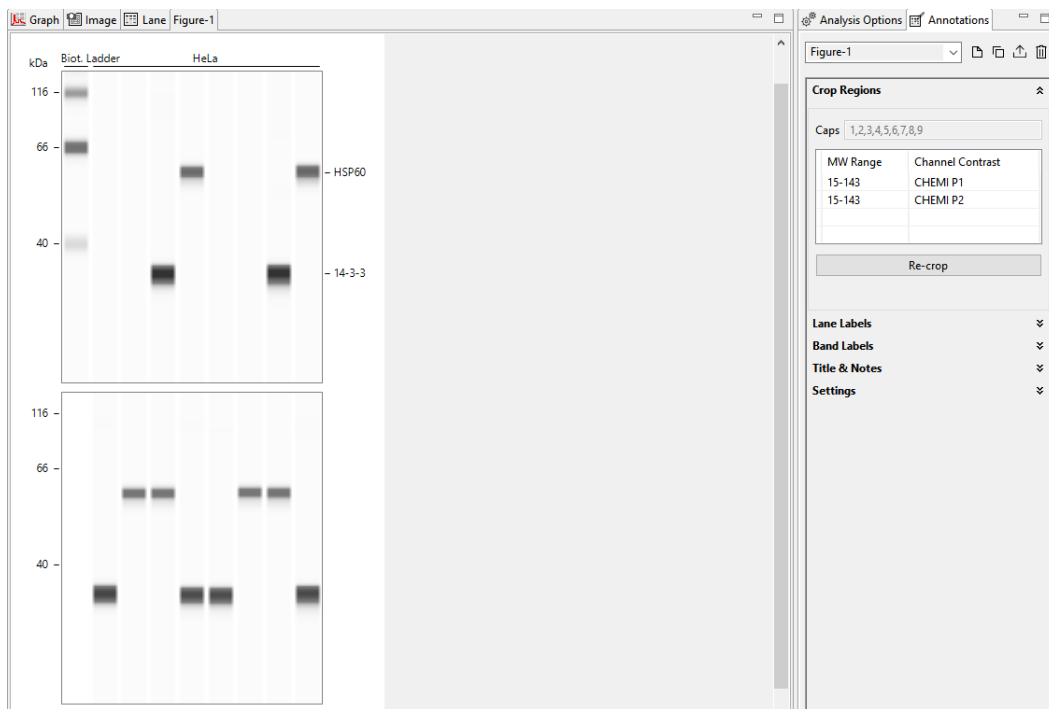 Graph Image Lane Figure-1
Analysis Options Annotations
Figure-1
Crop Regions
Caps 1,2,3,4,5,6,7,8,9
MW Range Channel Contrast
15-143 CHEMI P1
15-143 CHEMI P2
Re-crop
Lane Labels
Band Labels
Title & Notes
Settings
kDa Biot. Ladder HeLa
116
66
HSP60
40
14-3-3
116
66
40